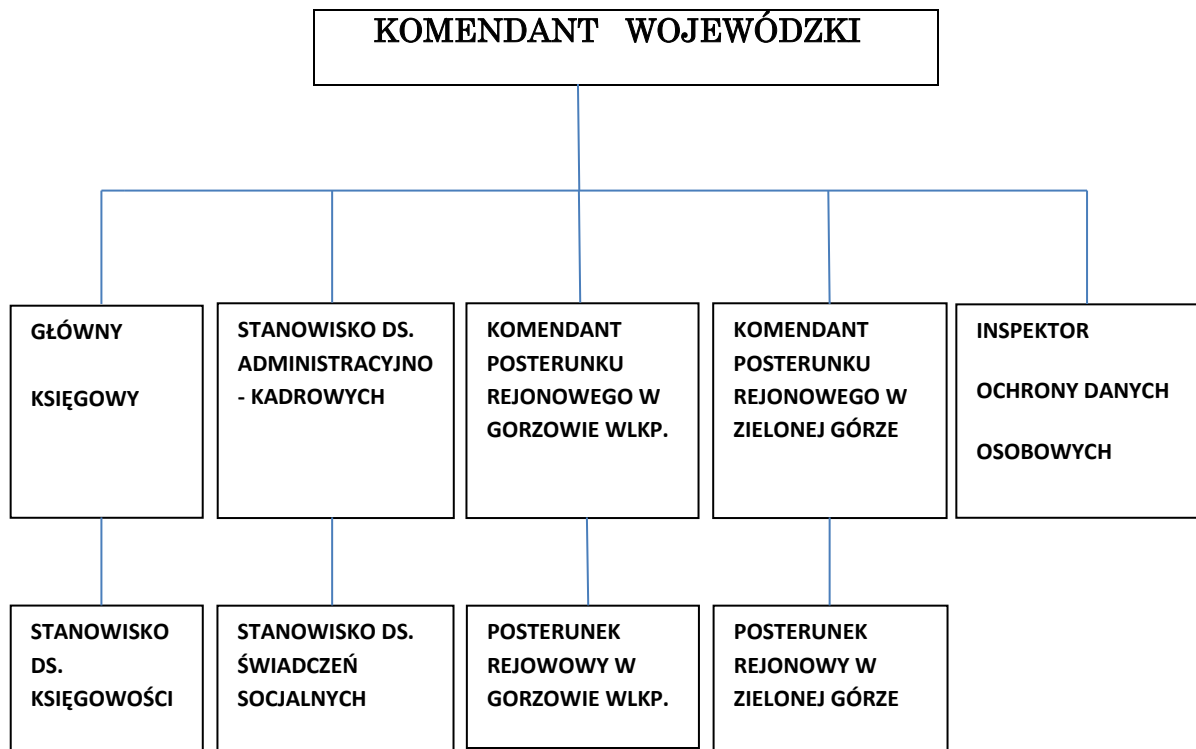 KOMENDANT WOJEWÓDZKI
GŁÓWNY
KSIĘGOWY
STANOWISKO DS.
ADMINISTRACYJNO
- KADROWYCH
KOMENDANT
POSTERUNKU
REJONOWEGO W
GORZOWIE WLKP.
KOMENDANT
POSTERUNKU
REJONOWEGO W
ZIELONEJ GÓRZE
INSPEKTOR
OCHRONY DANYCH
OSOBOWYCH
STANOWISKO
DS.
KSIĘGOWOŚCI
STANOWISKO DS.
ŚWIADCZEŃ
SOCJALNYCH
POSTERUNEK
REJOWOWY W
GORZOWIE WLKP.
POSTERUNEK
REJONOWY W
ZIELONEJ GÓRZE